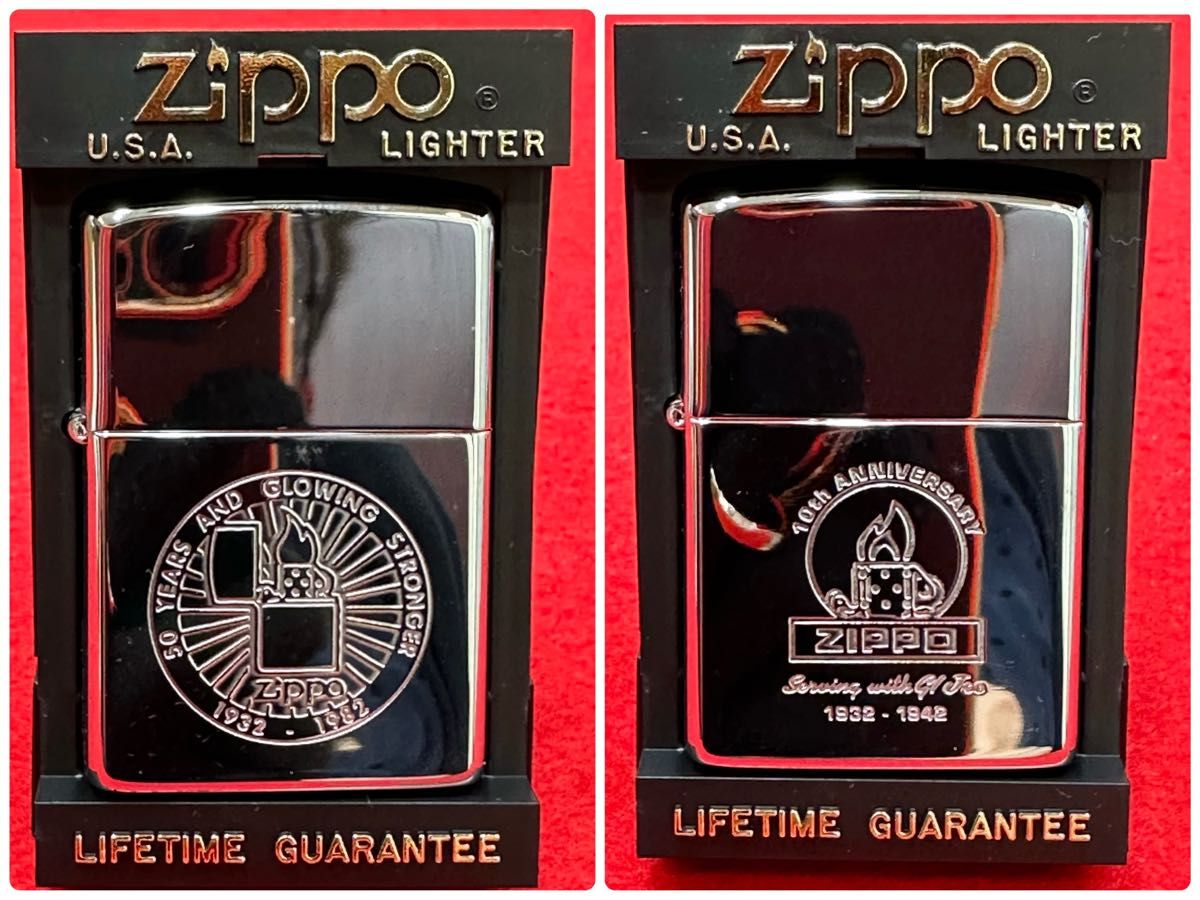 Zippo ®
U.S.A. LIGHTER
50 YEARS AND GLOWING STRONGER
Zippo
1932 - 1982
LIFETIME GUARANTEE
Zippo ®
U.S.A. LIGHTER
10th ANNIVERSARY
ZIPPO
Serving with GI Joe
1932 - 1942
LIFETIME GUARANTEE